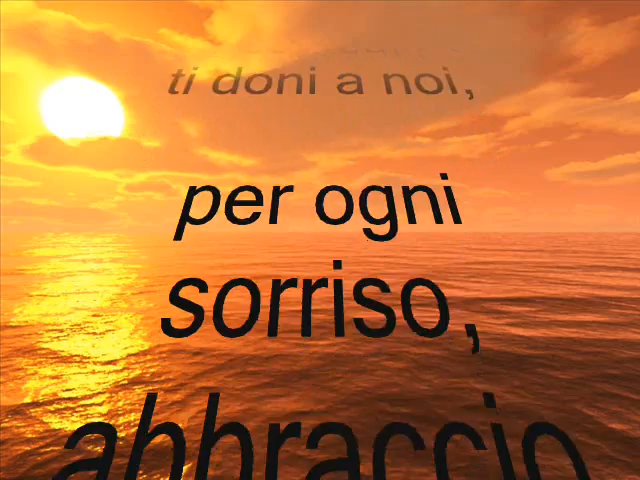 ti doni a noi,
per ogni
sorriso,
abbraccio